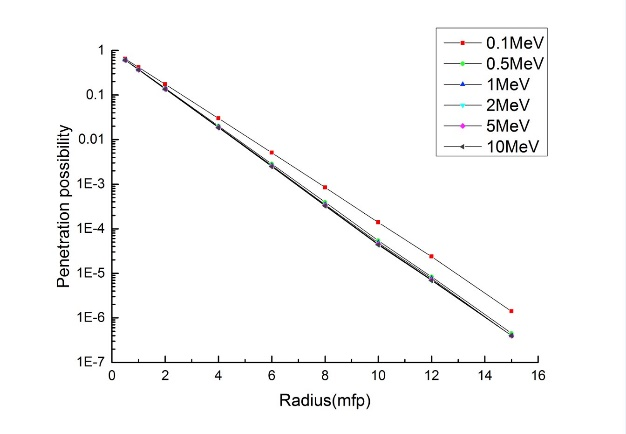 0.1MeV
0.5MeV
1MeV
2MeV
5MeV
10MeV
1
0.1
0.01
1E-3
1E-4
1E-5
1E-6
1E-7
Penetration possibility
0 2 4 6 8 10 12 14 16
Radius(mfp)